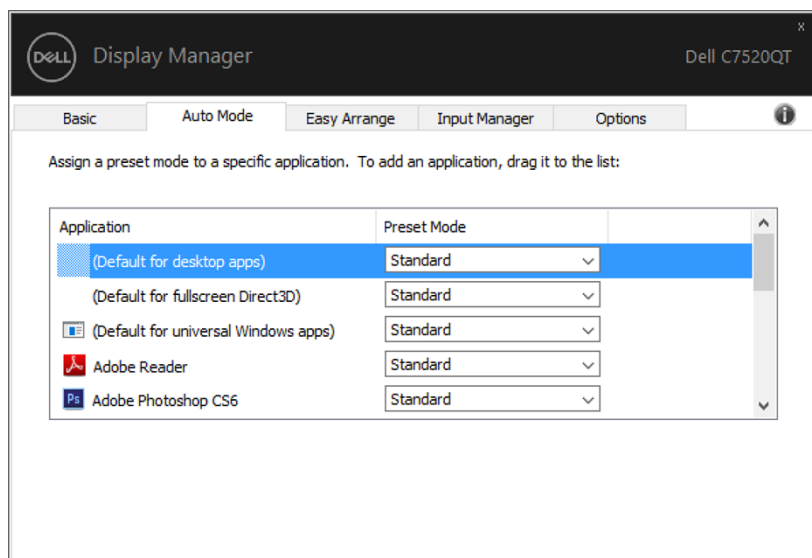 DELL Display Manager
Dell C7520QT
x
Basic Auto Mode Easy Arrange Input Manager Options i
Assign a preset mode to a specific application. To add an application, drag it to the list:
Application Preset Mode
(Default for desktop apps) Standard
(Default for fullscreen Direct3D) Standard
(Default for universal Windows apps) Standard
Adobe Reader Standard
Ps Adobe Photoshop CS6 Standard